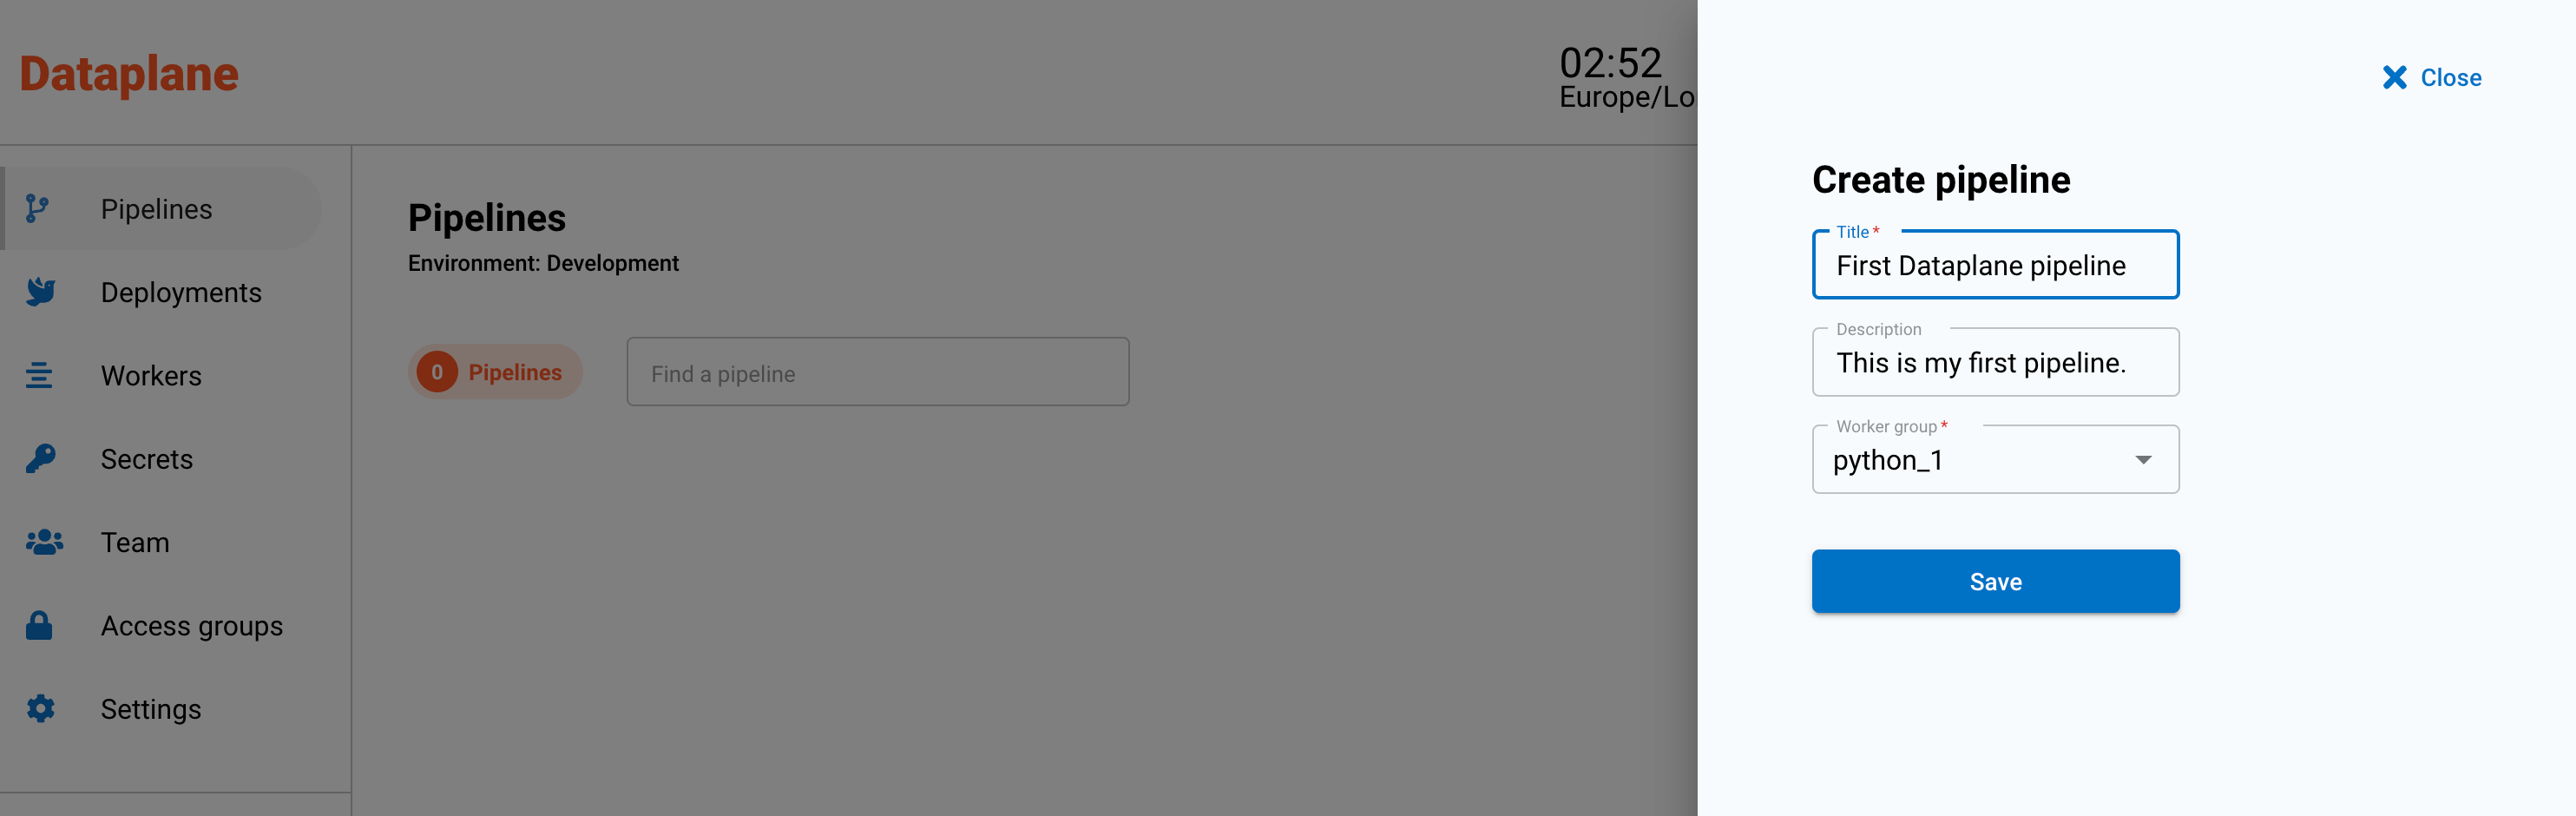 Dataplane
02:52
Europe/Lo
Pipelines
Deployments
Workers
Secrets
Team
Access groups
Settings
Pipelines
Environment: Development
0 Pipelines
Find a pipeline
Close
Create pipeline
Title *
First Dataplane pipeline
Description
This is my first pipeline.
Worker group *
python_1
Save